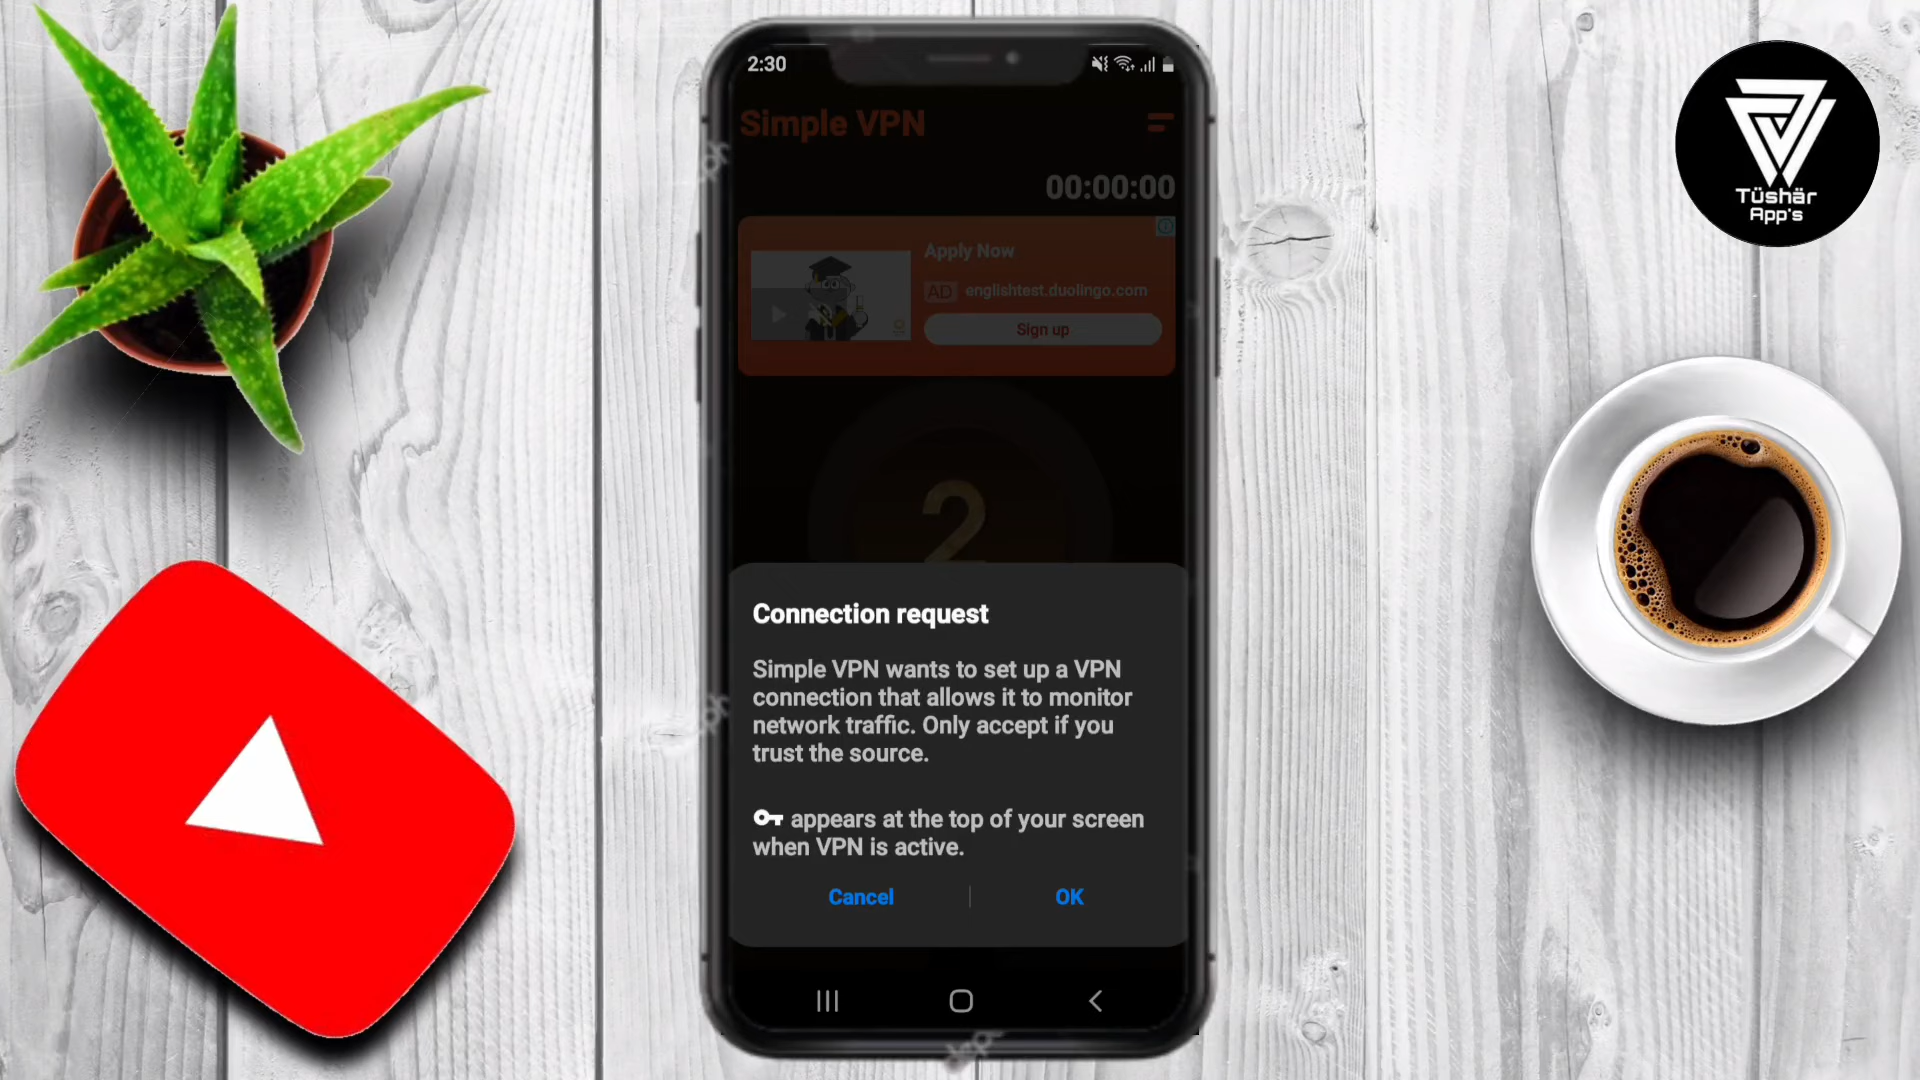 2:30
Simple VPN
00:00:00
Apply Now
AD englishtest.duolingo.com
Sign up
2
Connection request
Simple VPN wants to set up a VPN
connection that allows it to monitor
network traffic. Only accept if you
trust the source.
appears at the top of your screen
when VPN is active.
Cancel
OK
Tüshär
App's